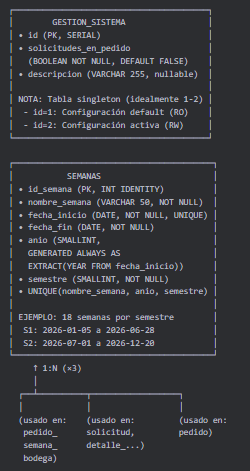 GESTION_SISTEMA
• id (PK, SERIAL)
• solicitudes_en_pedido
(BOOLEAN NOT NULL, DEFAULT FALSE)
• descripcion (VARCHAR 255, nullable)
NOTA: Tabla singleton (idealmente 1-2)
- id=1: Configuración default (RO)
- id=2: Configuración activa (RW)
SEMANAS
• id_semana (PK, INT IDENTITY)
• nombre_semana (VARCHAR 50, NOT NULL)
• fecha_inicio (DATE, NOT NULL, UNIQUE)
• fecha_fin (DATE, NOT NULL)
• anio (SMALLINT,
GENERATED ALWAYS AS
EXTRACT(YEAR FROM fecha_inicio))
• semestre (SMALLINT, NOT NULL)
• UNIQUE(nombre_semana, anio, semestre)
EJEMPLO: 18 semanas por semestre
S1: 2026-01-05 a 2026-06-28
S2: 2026-07-01 a 2026-12-20
↑ 1:N (×3)
(usado en: (usado en: (usado en:
pedido_ solicitud, pedido)
semana_ detalle_...)
bodega)